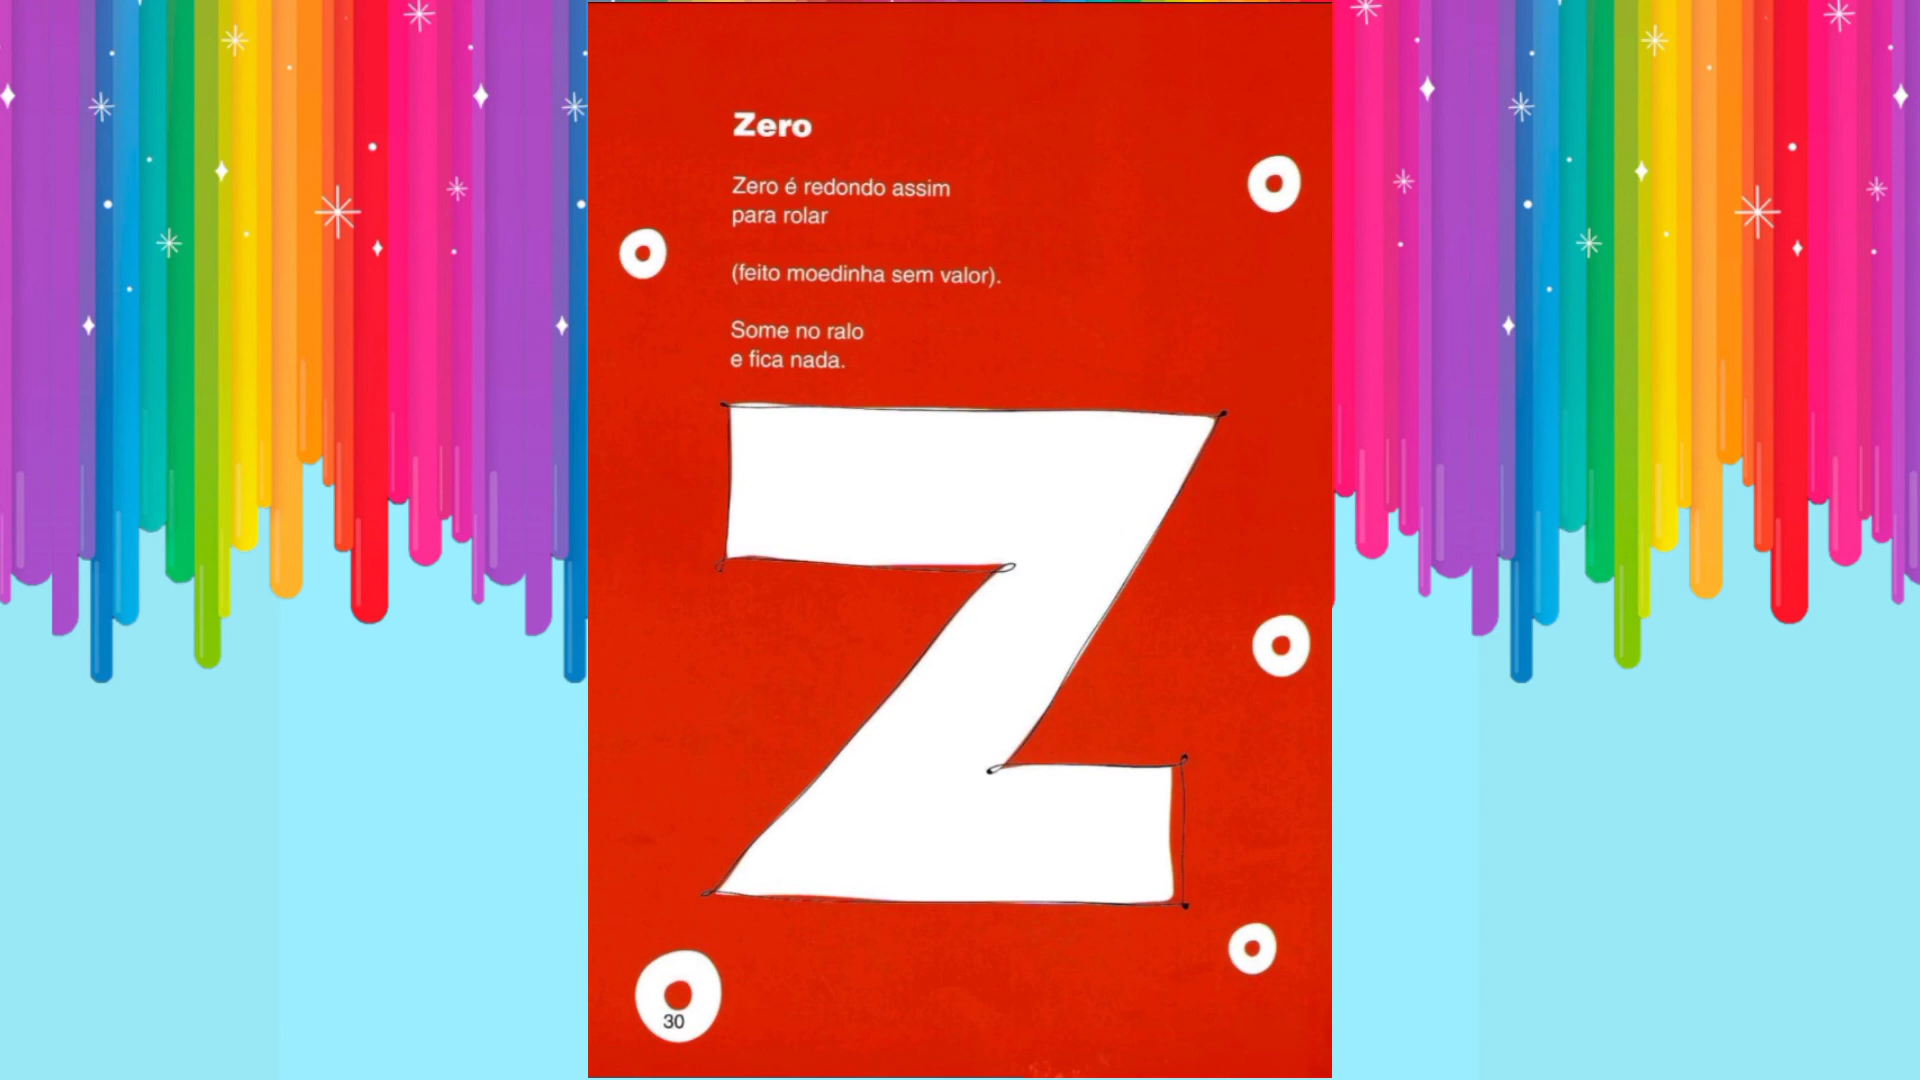 Zero
Zero é redondo assim
para rolar
(feito moedinha sem valor).
Some no ralo
e fica nada.
Z
30